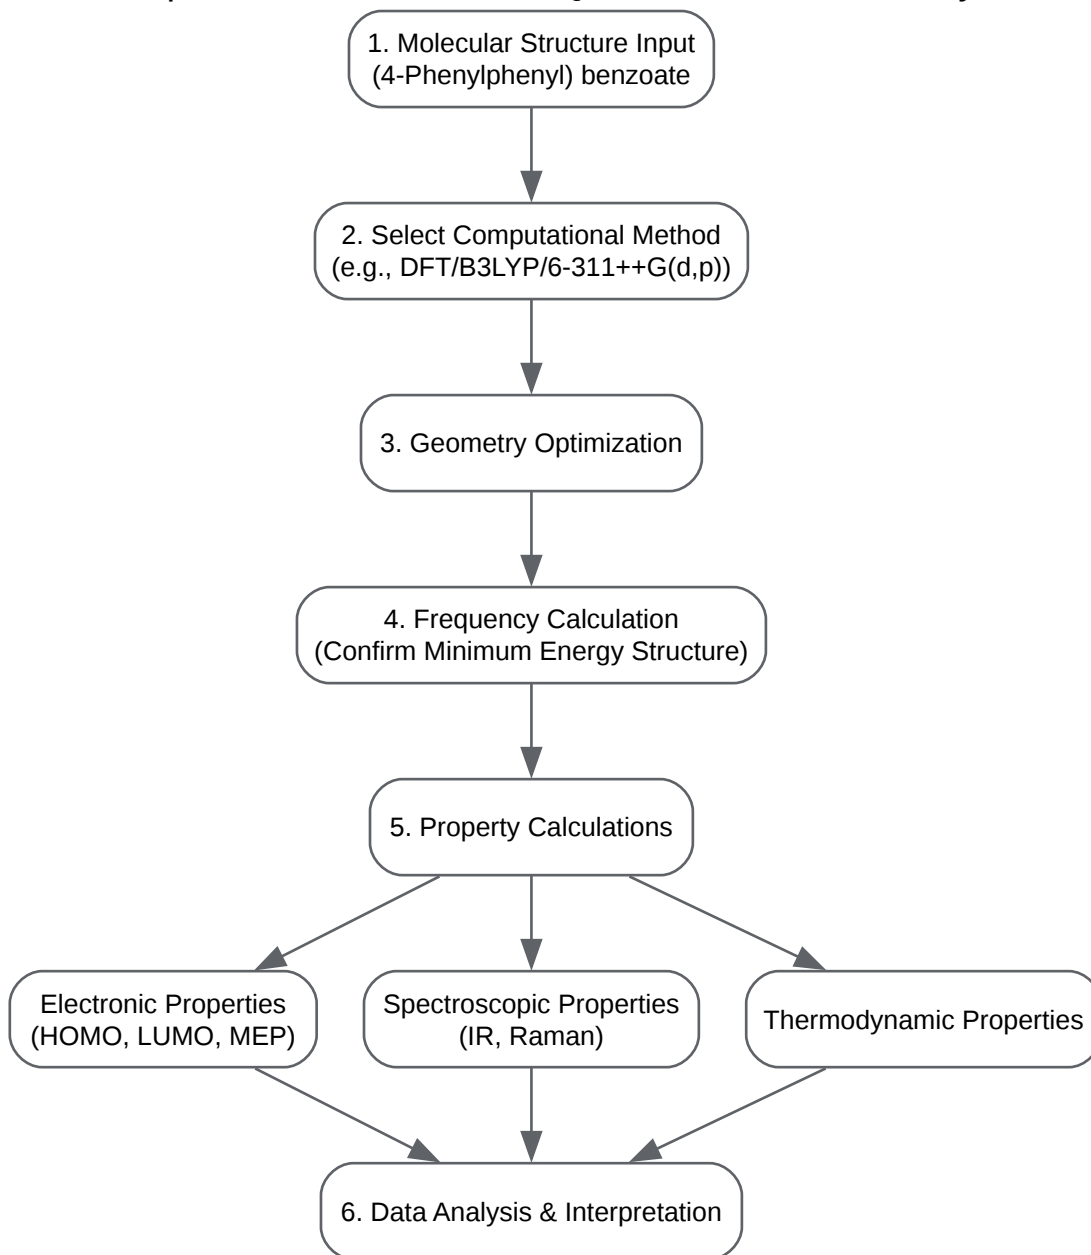 1. Molecular Structure Input
(4-Phenylphenyl) benzoate
2. Select Computational Method
(e.g., DFT/B3LYP/6-311++G(d,p))
3. Geometry Optimization
4. Frequency Calculation
(Confirm Minimum Energy Structure)
5. Property Calculations
Electronic Properties
(HOMO, LUMO, MEP)
Spectroscopic Properties
(IR, Raman)
Thermodynamic Properties
6. Data Analysis & Interpretation